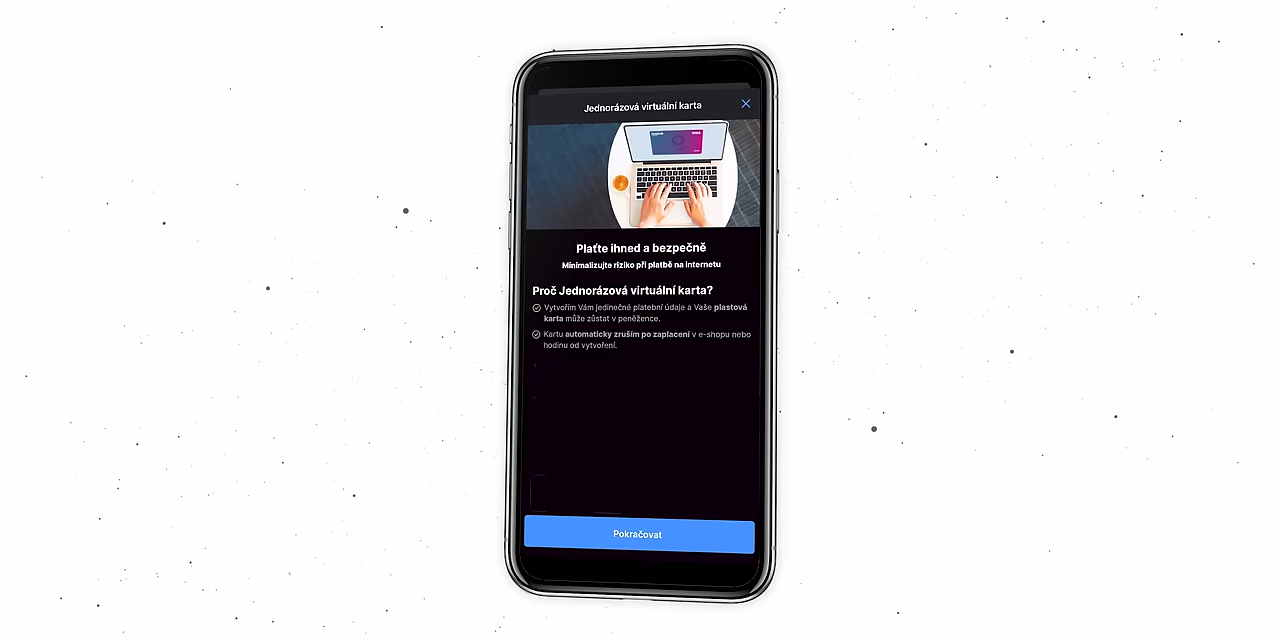 Jednorázová virtuální karta
VISA
Plaťte ihned a bezpečně
Minimalizujte riziko při platbě na internetu
Proč Jednorázová virtuální karta?
Vytvořím Vám jedinečné platební údaje a Vaše plastová
karta může zůstat v peněžence.
Kartu automaticky zruším po zaplacení v e-shopu nebo
hodinu od vytvoření.
Pokračovat